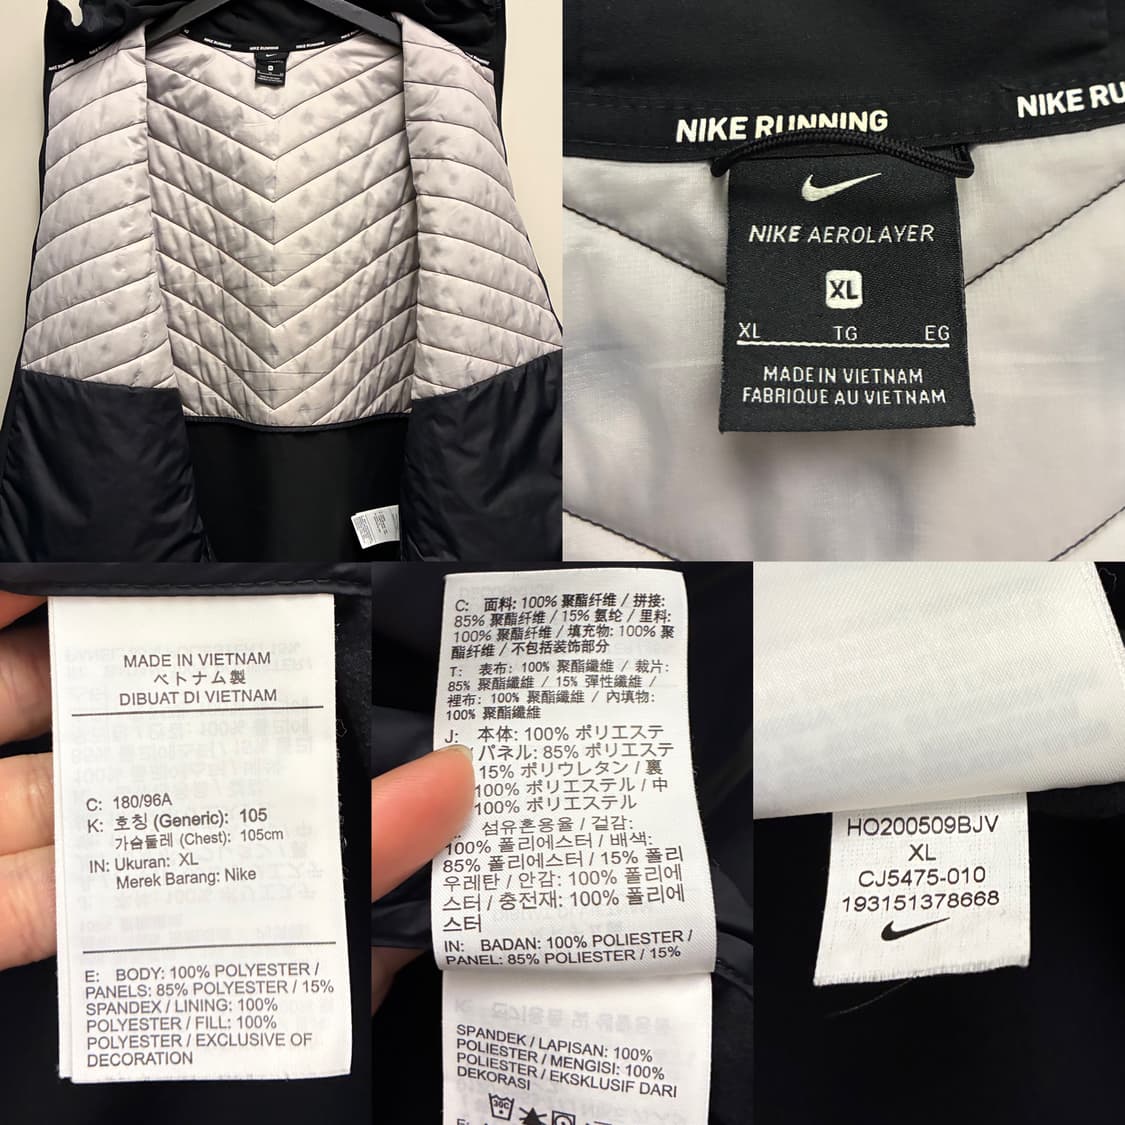 NIKE RUNNING
NIKE RUNNING
NIKE RUNNING
NIKE RUNNING
NIKE RUNNING
NIKE RUNNING
NIKE RU
NIKE AEROLAYER
XL
XL TG EG
MADE IN VIETNAM
FABRIQUE AU VIETNAM
MADE IN VIETNAM
ベトナム製
DIBUAT DI VIETNAM
C: 180/96A
K: 호칭 (Generic): 105
가슴둘레 (Chest): 105cm
IN: Ukuran: XL
Merek Barang: Nike
E: BODY: 100% POLYESTER /
PANELS: 85% POLYESTER / 15%
SPANDEX / LINING: 100%
POLYESTER / FILL: 100%
POLYESTER / EXCLUSIVE OF
DECORATION
C: 面料: 100% 聚酯纤维 / 拼接:
85% 聚酯纤维 / 15% 氨纶 / 里料:
100% 聚酯纤维 / 填充物: 100% 聚
酯纤维 / 不包括装饰部分
T: 表布: 100% 聚酯纖維 / 裁片:
85% 聚酯纖維 / 15% 彈性纖維 /
裡布: 100% 聚酯纖維 / 內填物:
100% 聚酯纖維
J: 本体: 100% ポリエステ
/ パネル: 85% ポリエステ
15% ポリウレタン / 裏
100% ポリエステル / 中
100% ポリエステル
섬유혼용율 / 겉감:
100% 폴리에스터 / 배색:
85% 폴리에스터 / 15% 폴리
우레탄 / 안감: 100% 폴리에
스터 / 충전재: 100% 폴리에
스터
IN: BADAN: 100% POLIESTER /
PANEL: 85% POLIESTER / 15%
SPANDEK / LAPISAN: 100%
POLIESTER / MENGISI: 100%
POLIESTER / EKSKLUSIF DARI
DEKORASI
30C
HO200509BJV
XL
CJ5475-010
193151378668